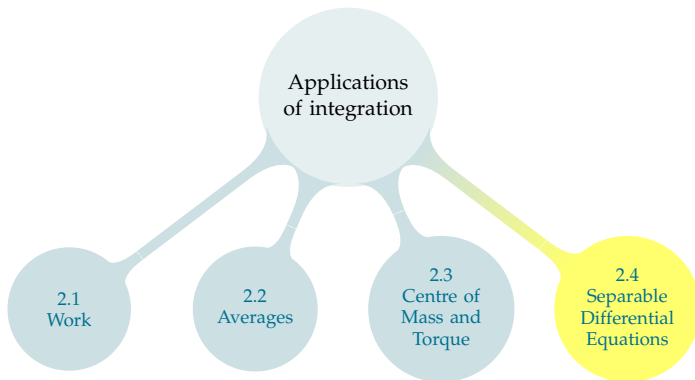 Applications
of integration
2.1
Work
2.2
Averages
2.3
Centre of
Mass and
Torque
2.4
Separable
Differential
Equations